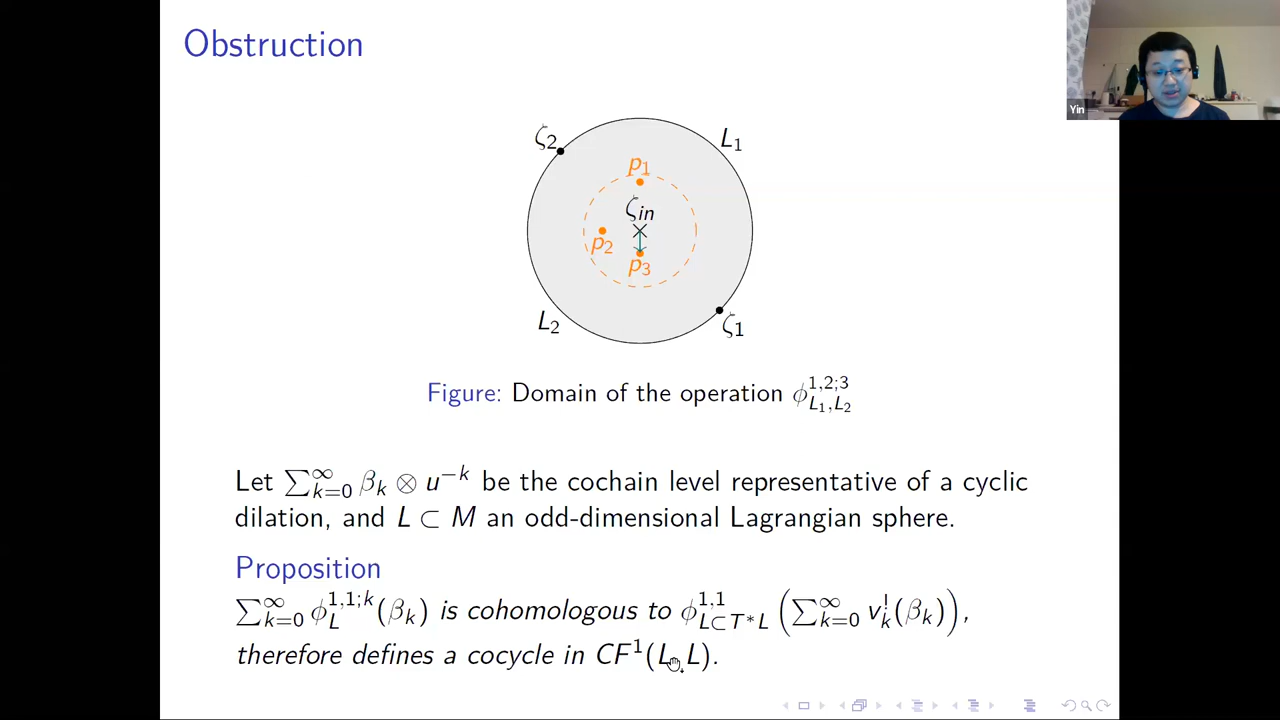 Obstruction
Yin
ζ₂
L₁
p₁
ζᵢₙ
p₂
p₃
L₂
ζ₁
Figure: Domain of the operation ϕ^{1,2;3}_{L₁,L₂}
Let ∑_{k=0}^{∞} β_k ⊗ u^{−k} be the cochain level representative of a cyclic
dilation, and L ⊂ M an odd-dimensional Lagrangian sphere.
Proposition
∑_{k=0}^{∞} ϕ_L^{1,1;k}(β_k) is cohomologous to ϕ^{1,1}_{L⊂T*L} (∑_{k=0}^{∞} v_k^!(β_k)),
therefore defines a cocycle in CF¹(L, L).